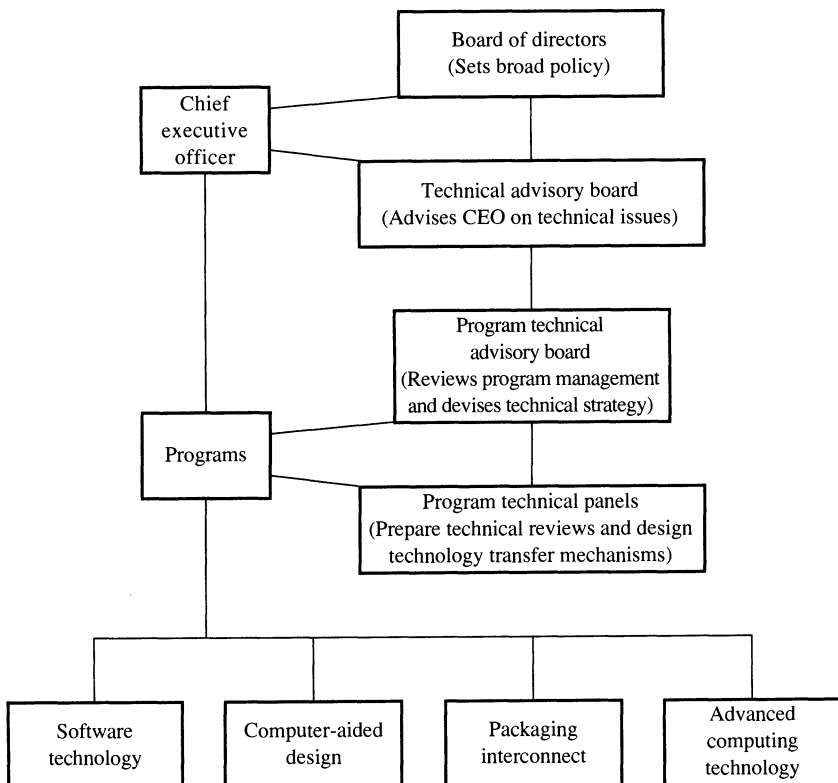 Board of directors
(Sets broad policy)
Chief
executive
officer
Technical advisory board
(Advises CEO on technical issues)
Program technical
advisory board
(Reviews program management
and devises technical strategy)
Programs
Program technical panels
(Prepare technical reviews and design
technology transfer mechanisms)
Software
technology
Computer-aided
design
Packaging
interconnect
Advanced
computing
technology